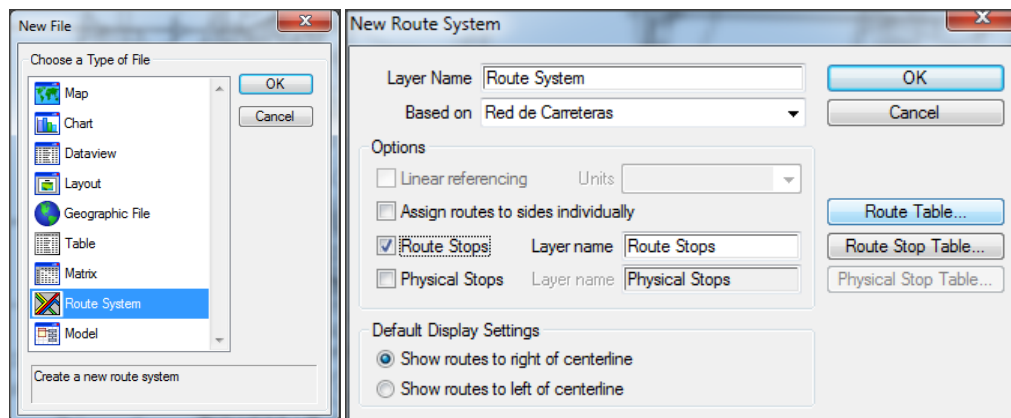 New File
Choose a Type of File
Map
Chart
Dataview
Layout
Geographic File
Table
Matrix
Route System
Model
OK
Cancel
Create a new route system
New Route System
Layer Name Route System
Based on Red de Carreteras
OK
Cancel
Options
Linear referencing Units
Assign routes to sides individually
Route Stops Layer name Route Stops
Physical Stops Layer name Physical Stops
Route Table...
Route Stop Table...
Physical Stop Table...
Default Display Settings
Show routes to right of centerline
Show routes to left of centerline